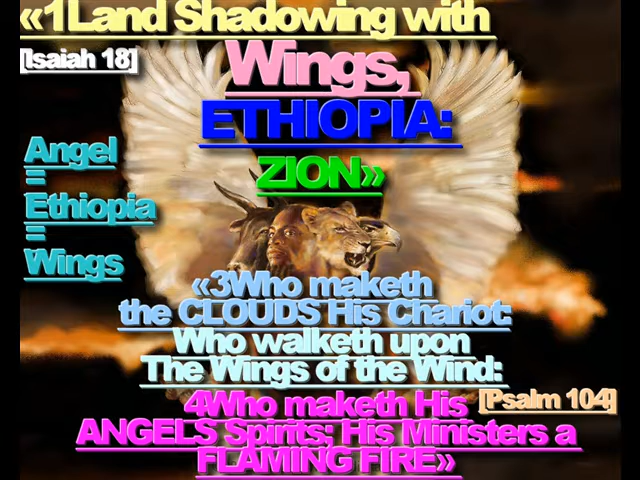 «1Land Shadowing with
[Isaiah 18]
Wings,
ETHIOPIA:
ZION»
Angel
=
Ethiopia
=
Wings
«3Who maketh
the CLOUDS His Chariot:
Who walketh upon
The Wings of the Wind:
4Who maketh His
[Psalm 104]
ANGELS Spirits; His Ministers a
FLAMING FIRE»